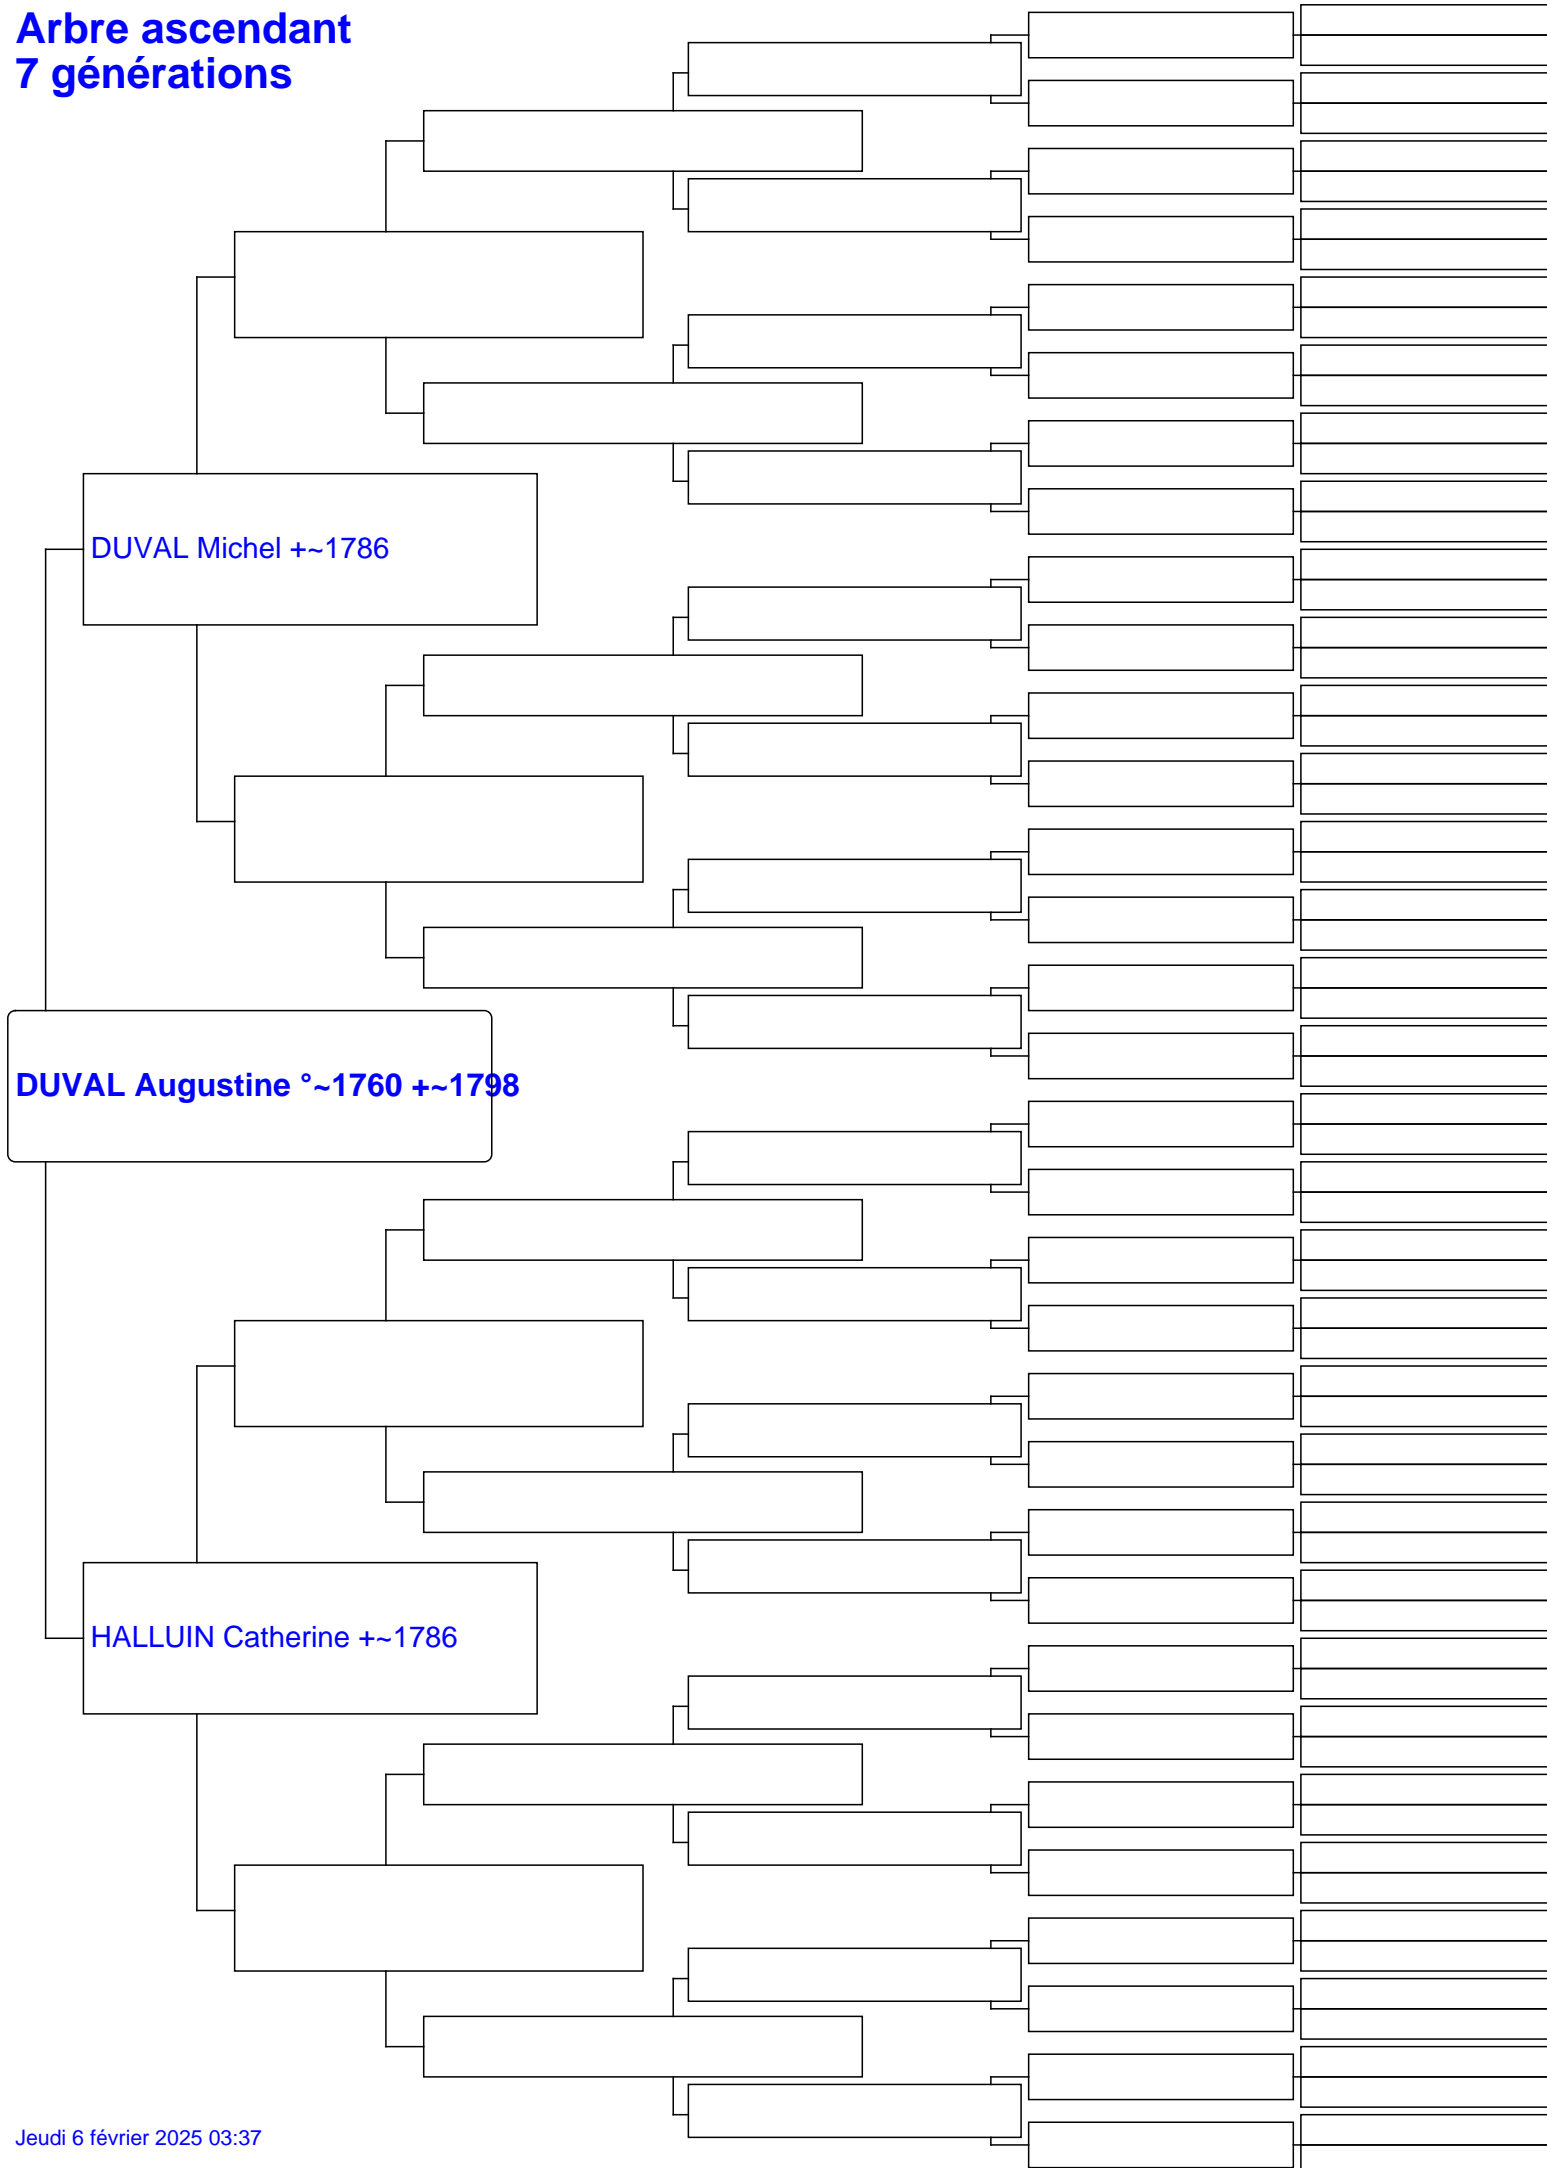 Arbre ascendant
7 générations
DUVAL Michel +~1786
DUVAL Augustine °~1760 +~1798
HALLUIN Catherine +~1786
Jeudi 6 février 2025 03:37